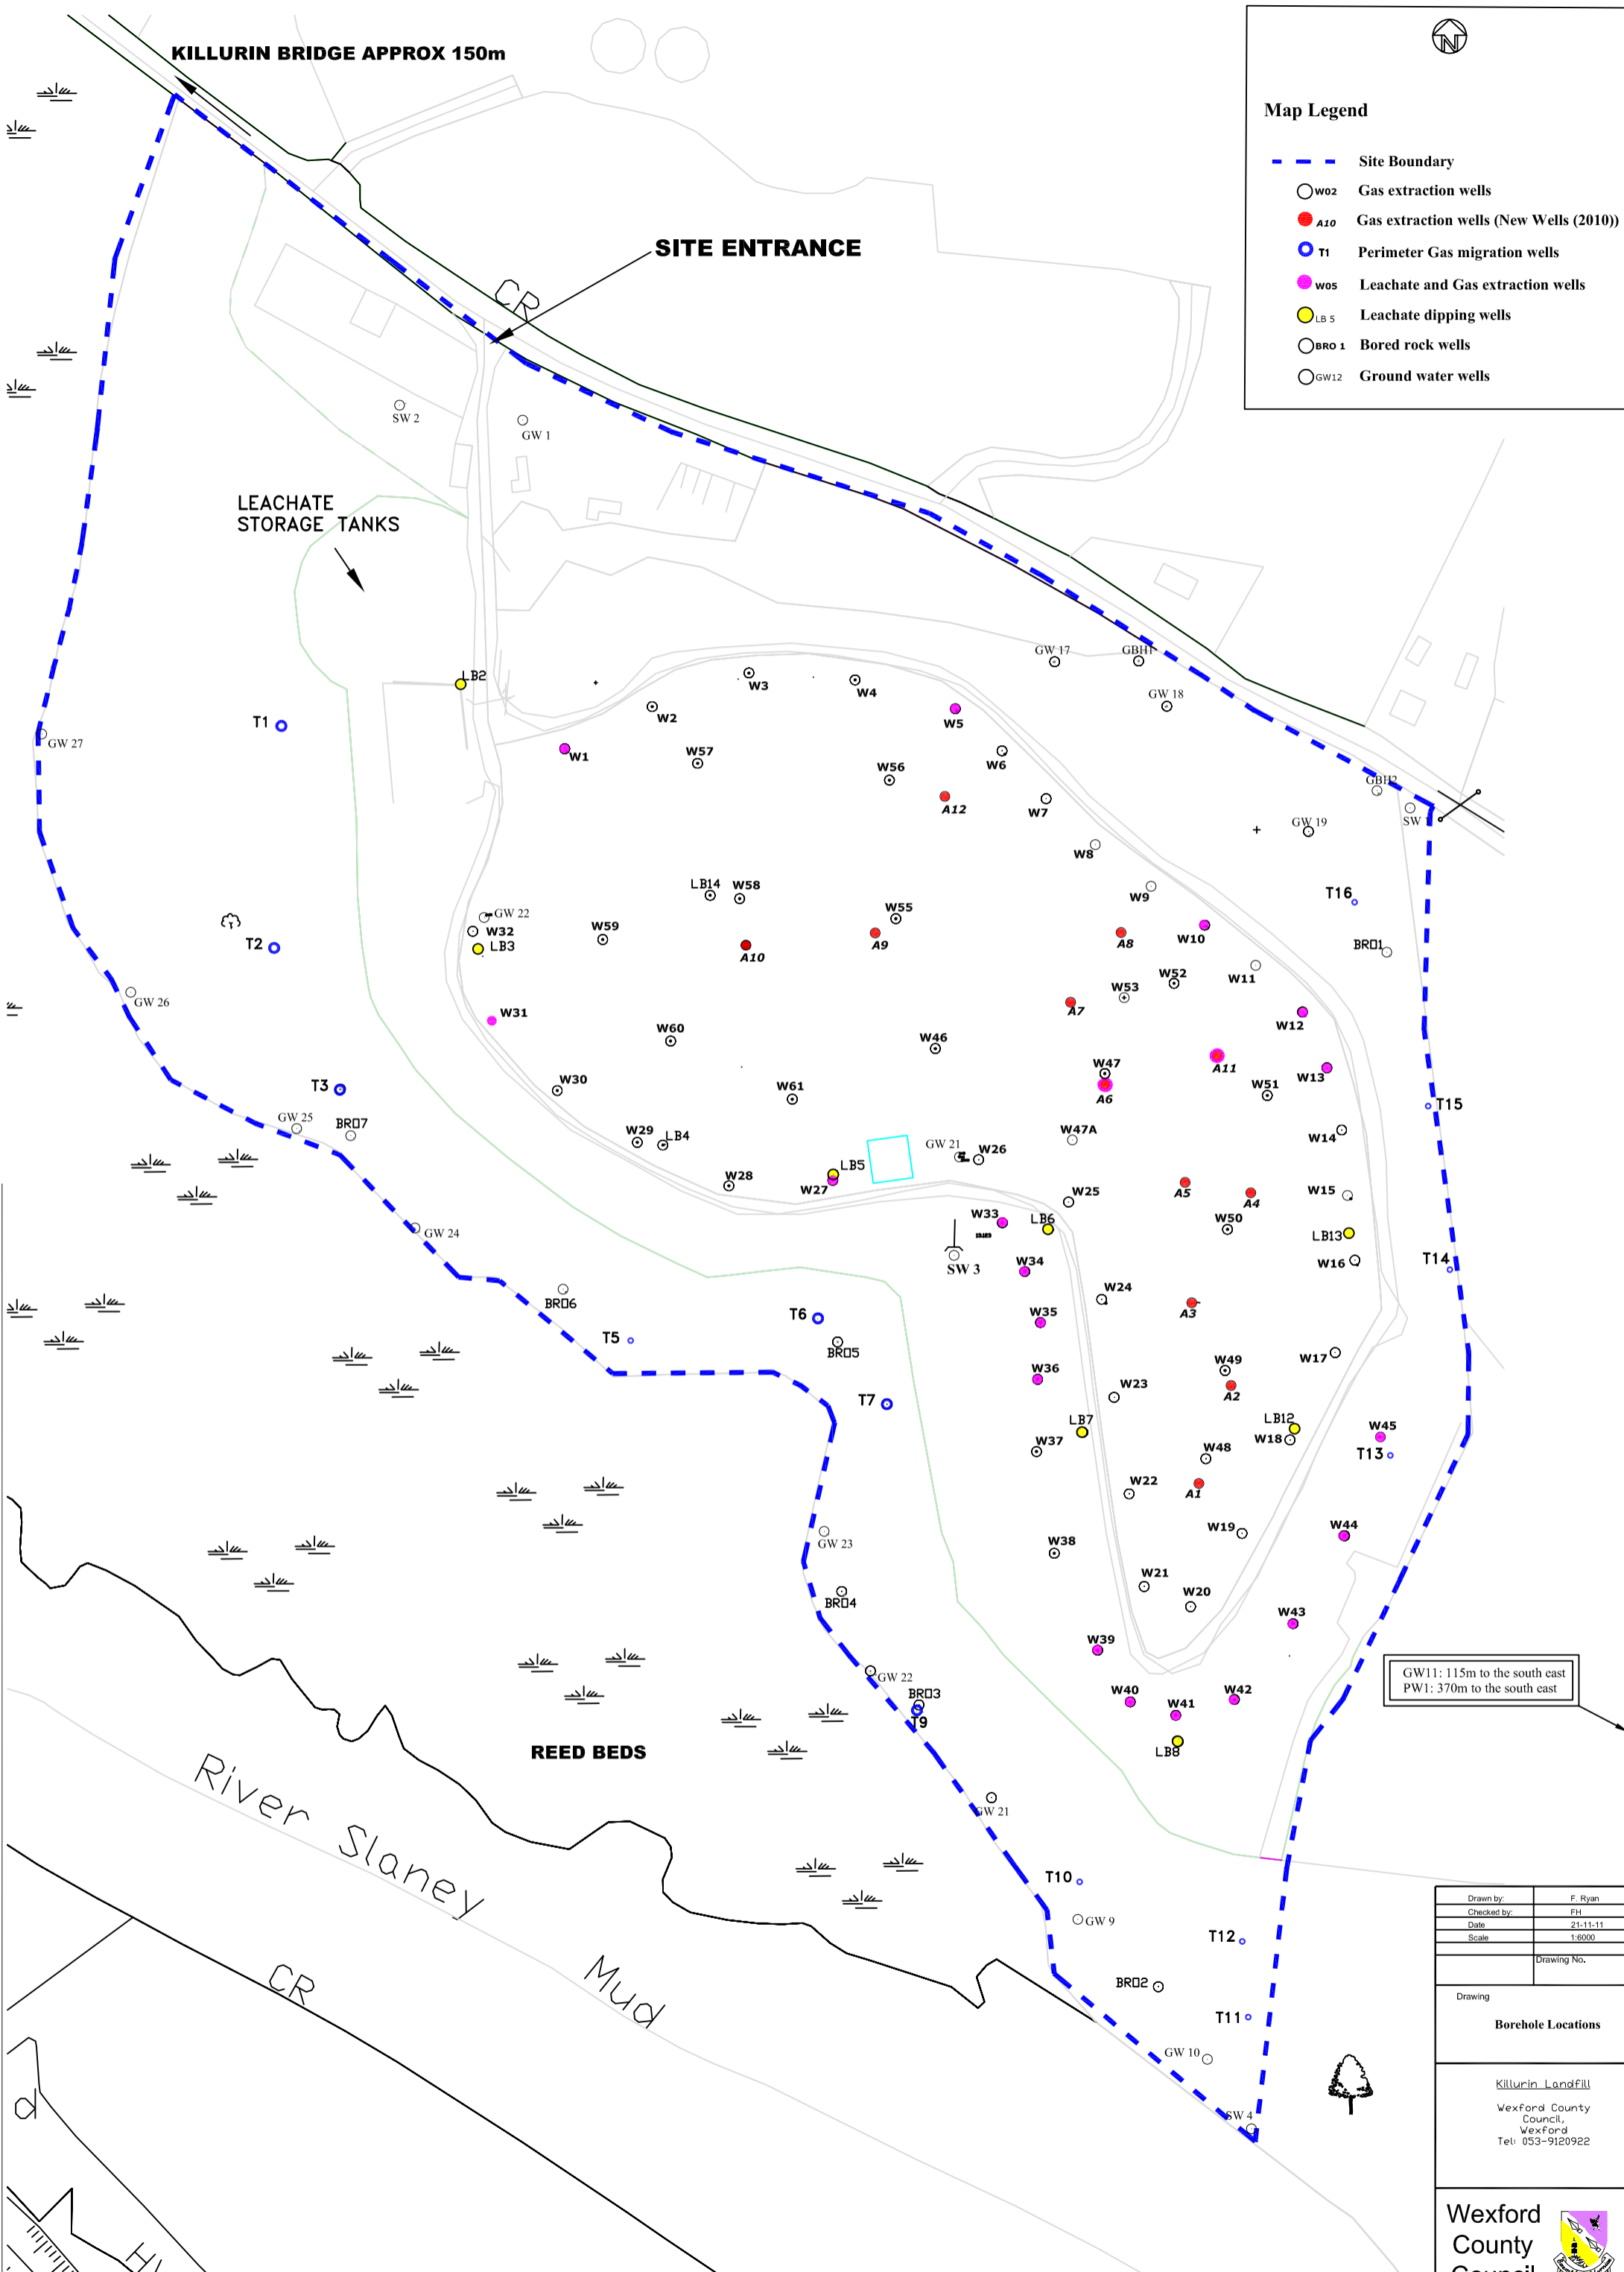 KILLURIN BRIDGE APPROX 150m
N
Map Legend
Site Boundary
W02 Gas extraction wells
A10 Gas extraction wells (New Wells (2010))
T1 Perimeter Gas migration wells
W05 Leachate and Gas extraction wells
LB 5 Leachate dipping wells
BRO 1 Bored rock wells
GW12 Ground water wells
SITE ENTRANCE
CR
SW 2
GW 1
LEACHATE
STORAGE TANKS
GW 17
GBH1
GW 18
LB2
W3
W4
W2
W5
T1
GW 27
W1
W57
W6
W56
A12
W7
GBH2
SW 1
GW 19
W8
LB14
W58
W9
T16
GW 22
W32
W59
W55
T2
LB3
A10
A9
A8
W10
BRO1
W11
W52
W53
GW 26
W31
A7
W12
W60
W46
W47
A11
W13
T3
W30
W61
A6
W51
T15
GW 25
BRO7
W29
LB4
GW 21
W26
W47A
W14
LB5
W28
W27
A5
A4
W15
W25
GW 24
W33
LB6
W50
LB13
SW 3
W34
W16
T14
BRO6
W24
T6
W35
A3
T5
BRO5
W17
W36
W49
T7
W23
A2
LB7
LB12
W37
W18
W45
T13
W48
W22
A1
GW 23
W19
W44
W38
W21
BRO4
W20
W43
W39
GW 22
GW11: 115m to the south east
PW1: 370m to the south east
BRO3
T9
W40
W41
W42
REED BEDS
LB8
River Slaney
GW 21
T10
GW 9
T12
CR
Mud
BRO2
T11
GW 10
SW 4
d
Drawn by: F. Ryan
Checked by: FH
Date 21-11-11
Scale 1:6000
Drawing No.
Drawing
Borehole Locations
Killurin Landfill
Wexford County
Council,
Wexford
Tel: 053-9120922
Wexford
County
Council